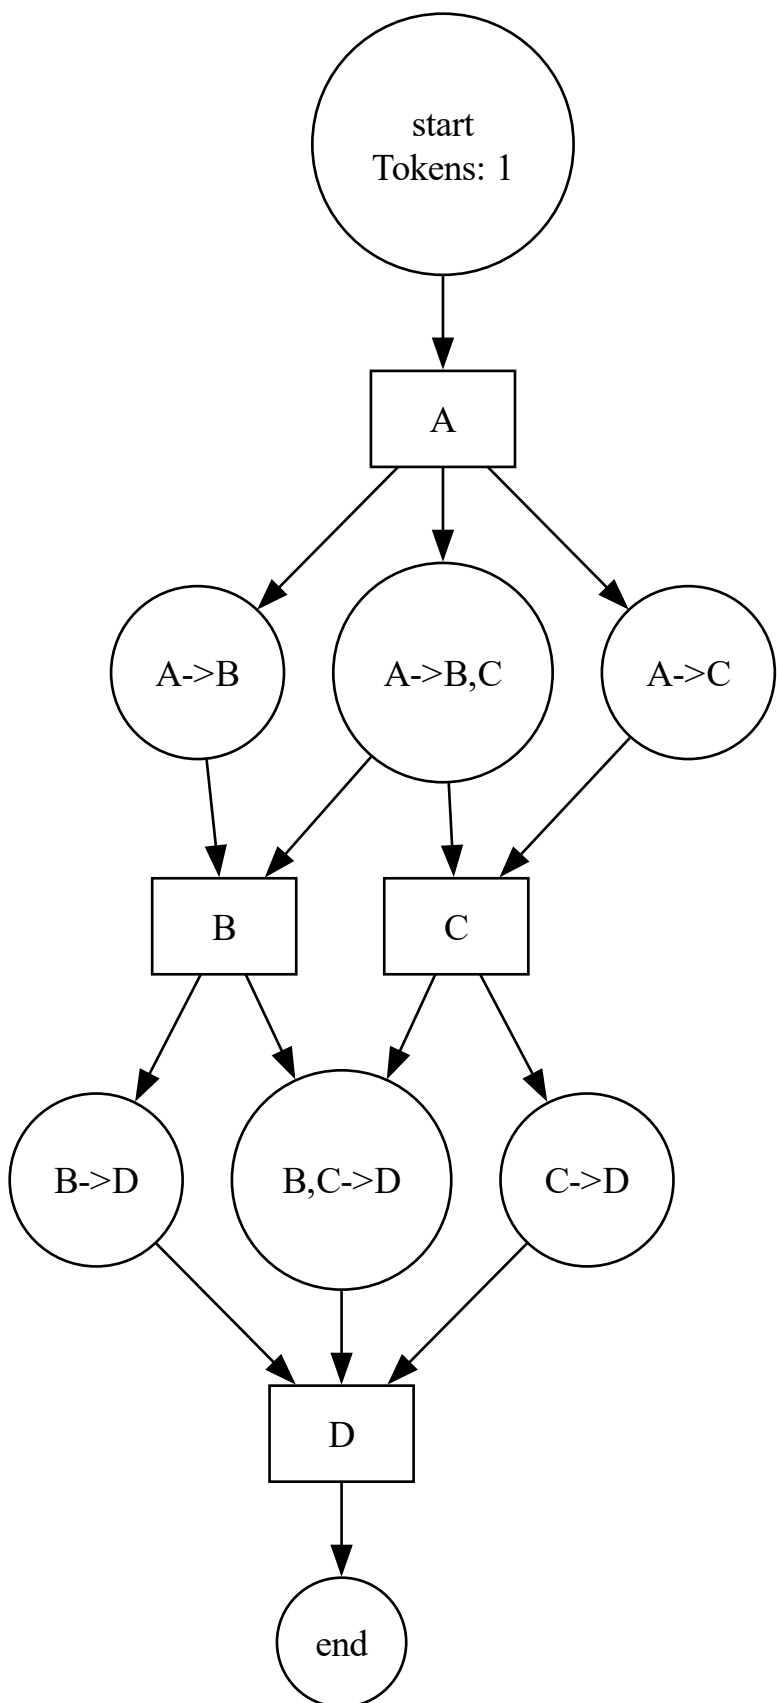 start
Tokens: 1
A
A->B
A->B,C
A->C
B
C
B->D
B,C->D
C->D
D
end